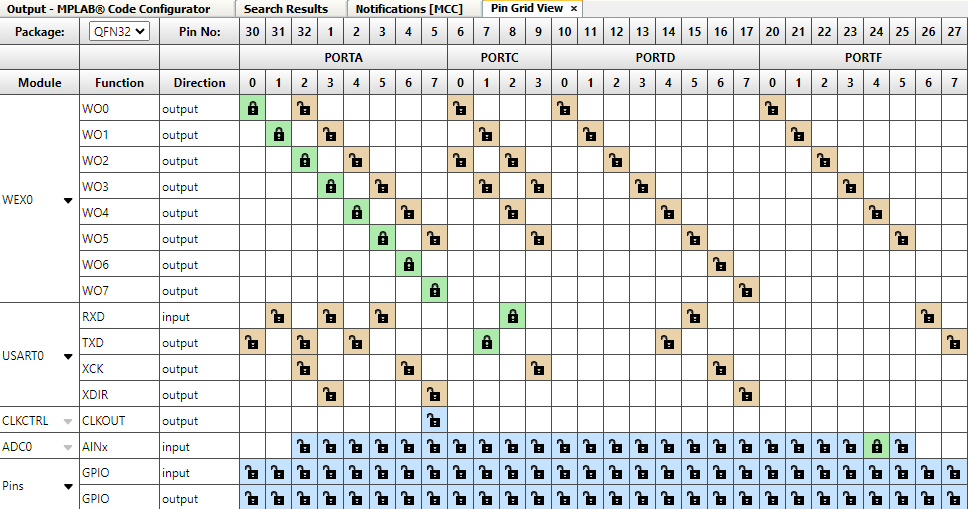 Output - MPLAB® Code Configurator Search Results Notifications [MCC] Pin Grid View ×
Package: QFN32 Pin No: 30 31 32 1 2 3 4 5 6 7 8 9 10 11 12 13 14 15 16 17 20 21 22 23 24 25 26 27
PORTA PORTC PORTD PORTF
Module Function Direction 0 1 2 3 4 5 6 7 0 1 2 3 0 1 2 3 4 5 6 7 0 1 2 3 4 5 6 7
WO0 output
WO1 output
WO2 output
WO3 output
WEX0
WO4 output
WO5 output
WO6 output
WO7 output
RXD input
TXD output
USART0
XCK output
XDIR output
CLKCTRL CLKOUT output
ADC0 AINx input
GPIO input
Pins
GPIO output